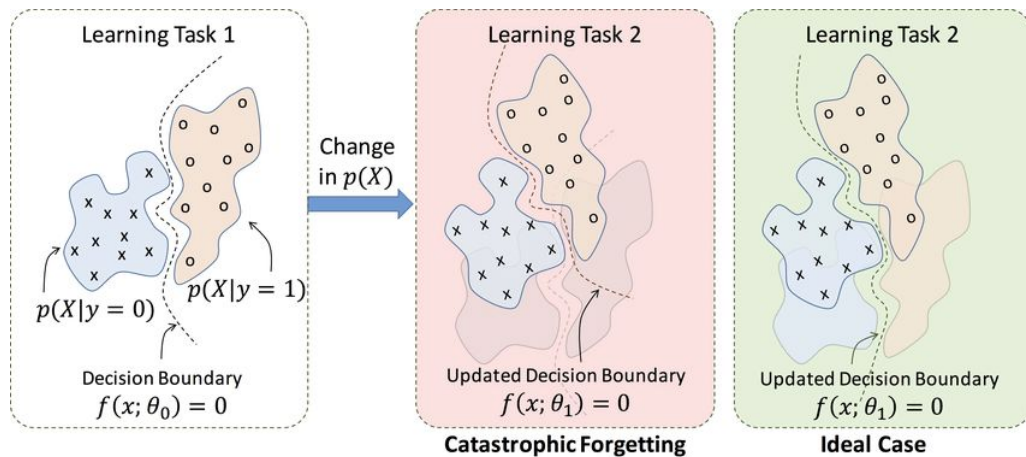 Learning Task 1
p(X|y = 0)
p(X|y = 1)
Decision Boundary
f(x; θ₀) = 0
Change
in p(X)
Learning Task 2
Updated Decision Boundary
f(x; θ₁) = 0
Catastrophic Forgetting
Learning Task 2
Updated Decision Boundary
f(x; θ₁) = 0
Ideal Case